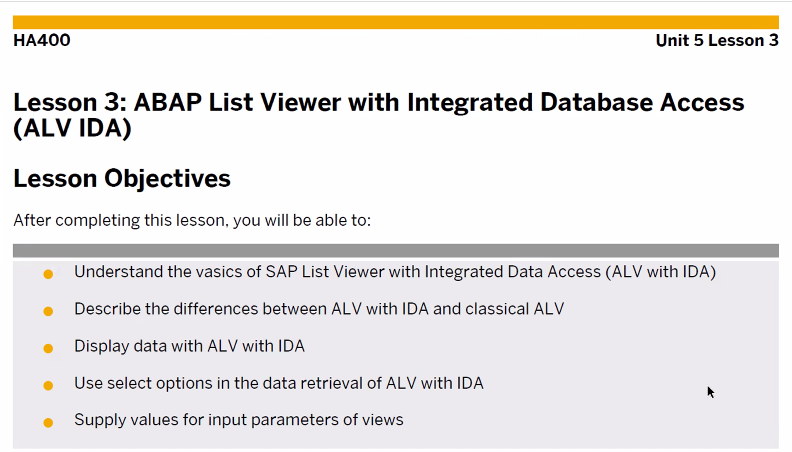 HA400
Unit 5 Lesson 3
Lesson 3: ABAP List Viewer with Integrated Database Access
(ALV IDA)
Lesson Objectives
After completing this lesson, you will be able to:
Understand the vasics of SAP List Viewer with Integrated Data Access (ALV with IDA)
Describe the differences between ALV with IDA and classical ALV
Display data with ALV with IDA
Use select options in the data retrieval of ALV with IDA
Supply values for input parameters of views